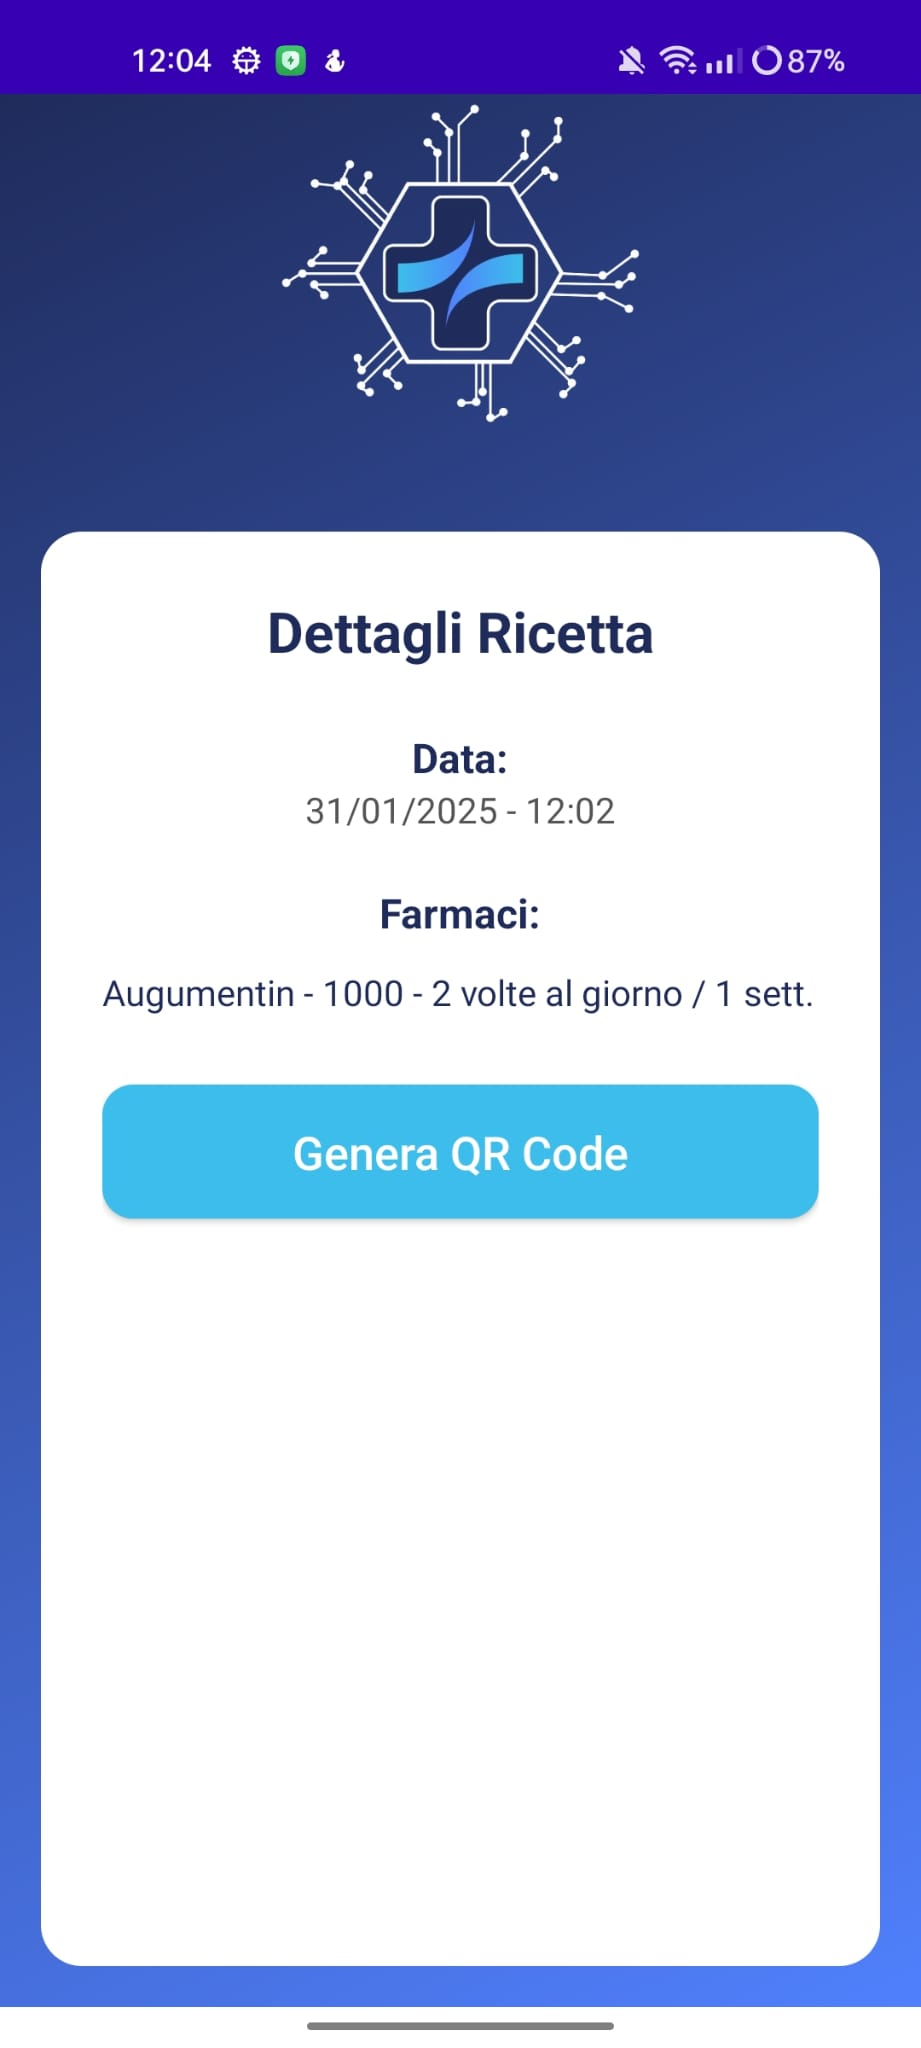 12:04 87%
Dettagli Ricetta
Data:
31/01/2025 - 12:02
Farmaci:
Augumentin - 1000 - 2 volte al giorno / 1 sett.
Genera QR Code